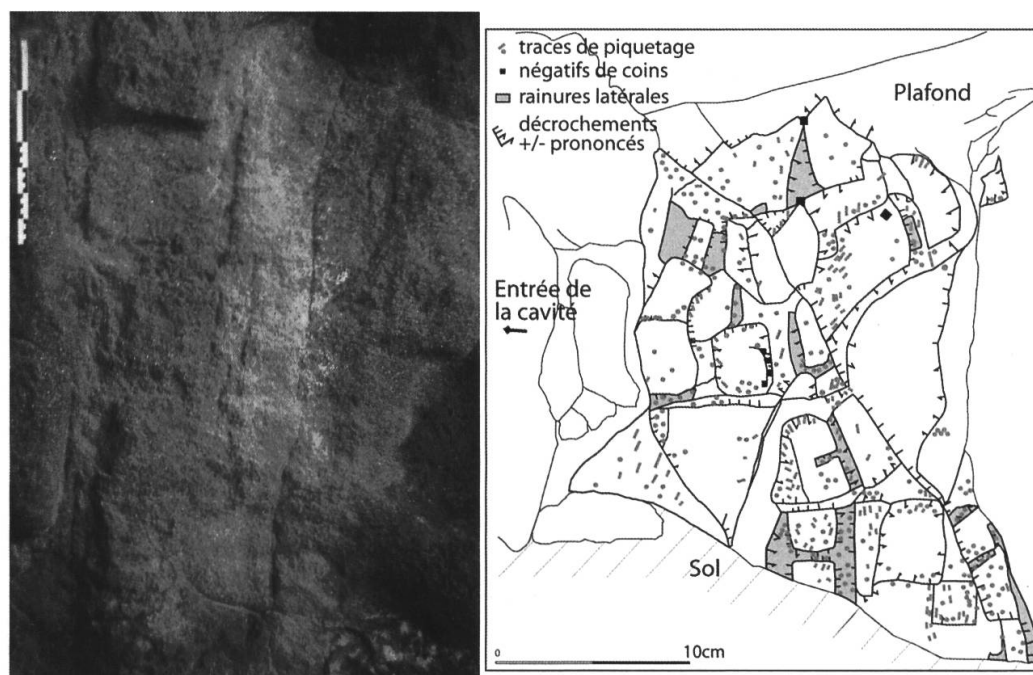 traces de piquetage
négatifs de coins
rainures latérales
décrochements
+/- prononcés
Plafond
Entrée de
la cavité
Sol
0
10cm